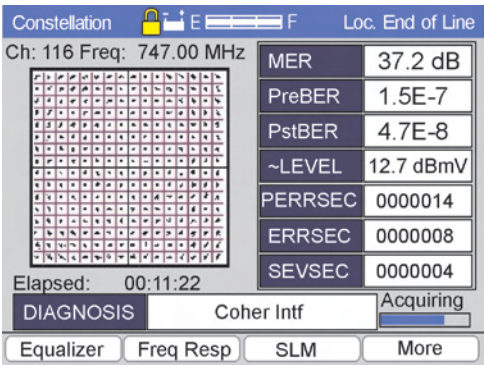 Constellation E F Loc. End of Line
Ch: 116 Freq: 747.00 MHz
MER 37.2 dB
PreBER 1.5E-7
PstBER 4.7E-8
~LEVEL 12.7 dBmV
PERRSEC 0000014
ERRSEC 0000008
SEVSEC 0000004
Elapsed: 00:11:22
DIAGNOSIS Coher Intf Acquiring
Equalizer Freq Resp SLM More